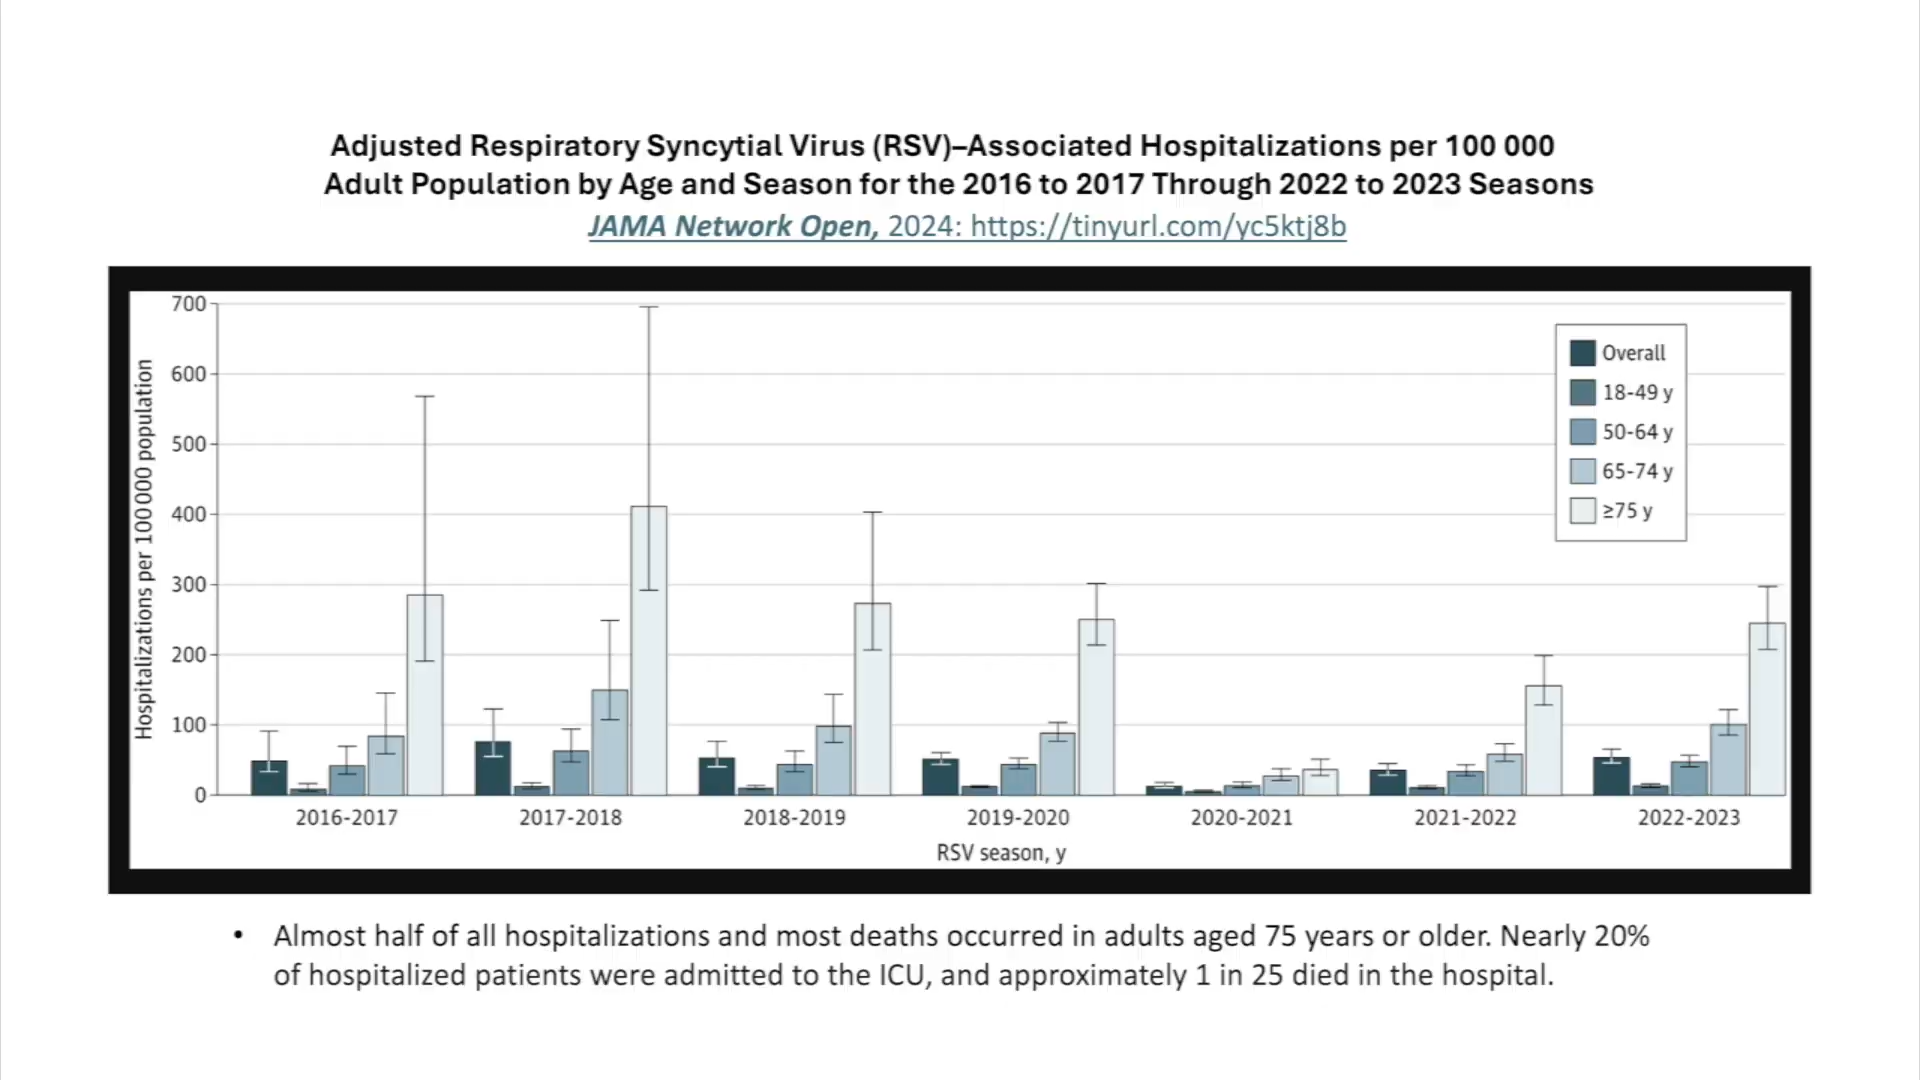 Adjusted Respiratory Syncytial Virus (RSV)–Associated Hospitalizations per 100 000
Adult Population by Age and Season for the 2016 to 2017 Through 2022 to 2023 Seasons
JAMA Network Open, 2024: https://tinyurl.com/yc5ktj8b
Hospitalizations per 100 000 population
700
600
500
400
300
200
100
0
Overall
18-49 y
50-64 y
65-74 y
≥75 y
2016-2017
2017-2018
2018-2019
2019-2020
2020-2021
2021-2022
2022-2023
RSV season, y
• Almost half of all hospitalizations and most deaths occurred in adults aged 75 years or older. Nearly 20%
of hospitalized patients were admitted to the ICU, and approximately 1 in 25 died in the hospital.